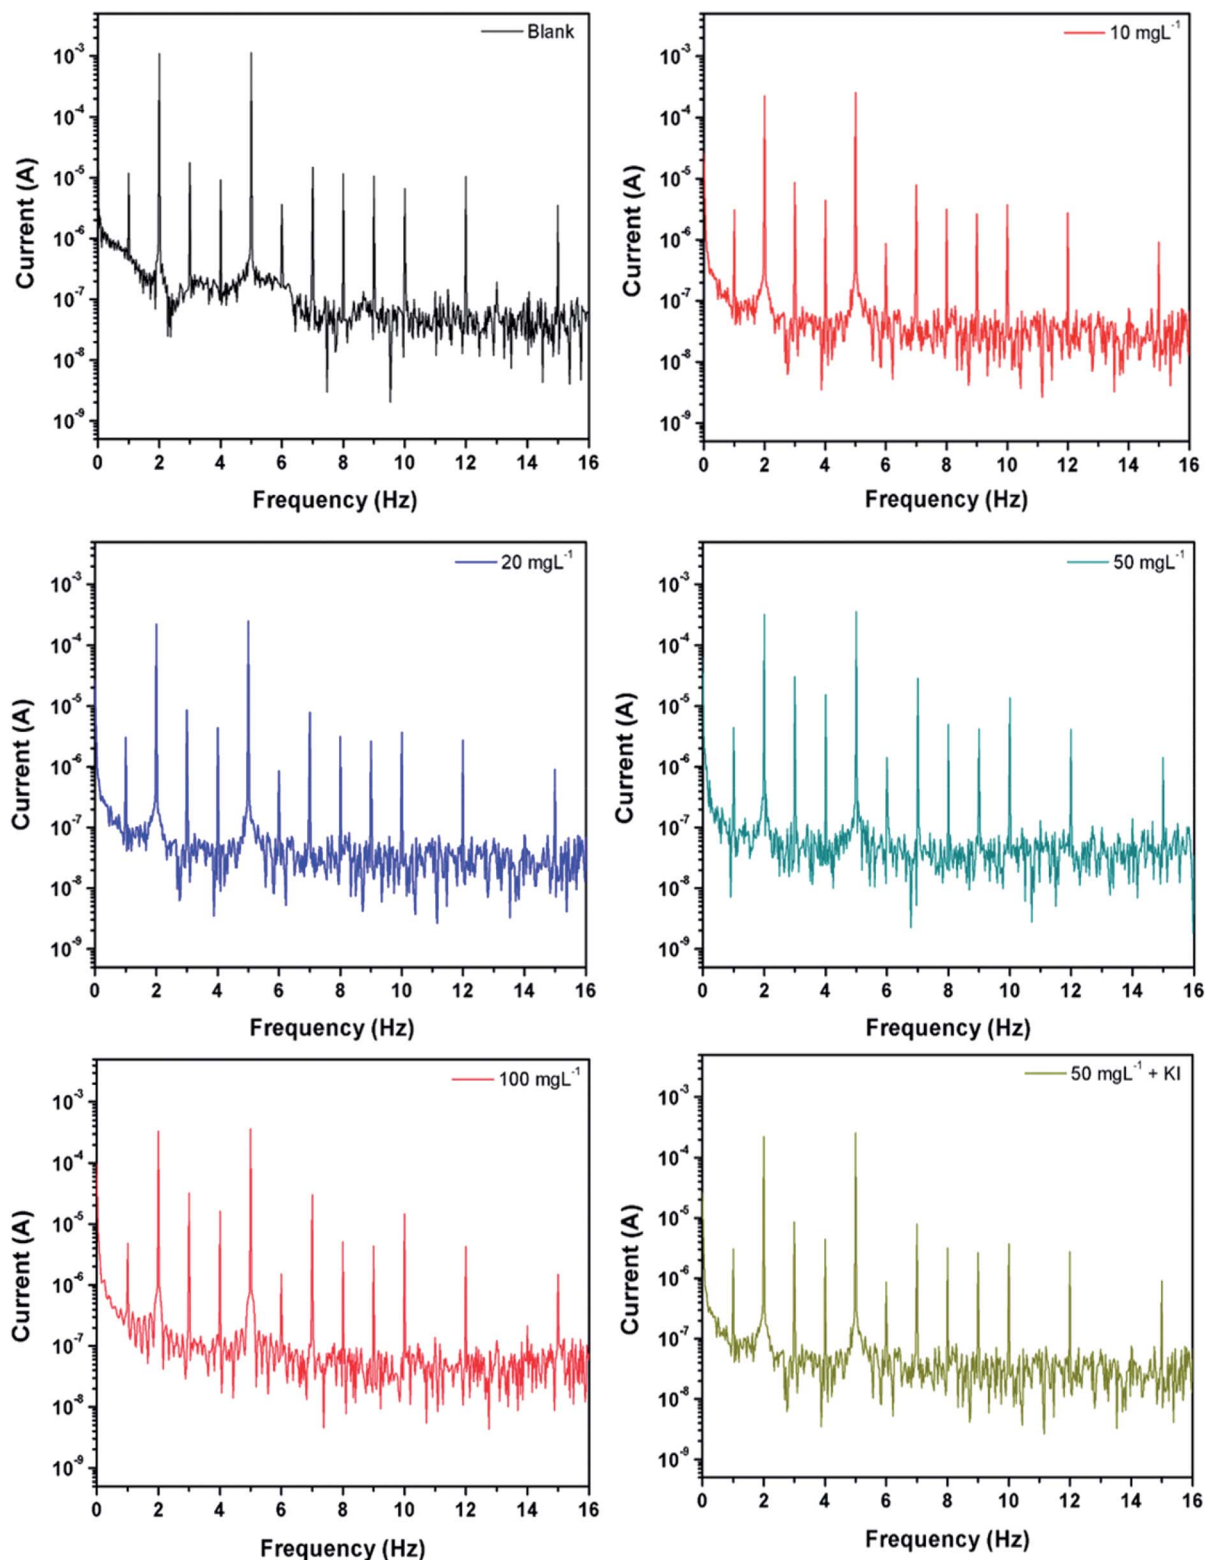 Blank
10⁻³
10⁻⁴
10⁻⁵
10⁻⁶
10⁻⁷
10⁻⁸
10⁻⁹
Current (A)
0 2 4 6 8 10 12 14 16
Frequency (Hz)
10 mgL⁻¹
10⁻³
10⁻⁴
10⁻⁵
10⁻⁶
10⁻⁷
10⁻⁸
10⁻⁹
Current (A)
0 2 4 6 8 10 12 14 16
Frequency (Hz)
20 mgL⁻¹
10⁻³
10⁻⁴
10⁻⁵
10⁻⁶
10⁻⁷
10⁻⁸
10⁻⁹
Current (A)
0 2 4 6 8 10 12 14 16
Frequency (Hz)
50 mgL⁻¹
10⁻³
10⁻⁴
10⁻⁵
10⁻⁶
10⁻⁷
10⁻⁸
10⁻⁹
Current (A)
0 2 4 6 8 10 12 14 16
Frequency (Hz)
100 mgL⁻¹
10⁻³
10⁻⁴
10⁻⁵
10⁻⁶
10⁻⁷
10⁻⁸
10⁻⁹
Current (A)
0 2 4 6 8 10 12 14 16
Frequency (Hz)
50 mgL⁻¹ + KI
10⁻³
10⁻⁴
10⁻⁵
10⁻⁶
10⁻⁷
10⁻⁸
10⁻⁹
Current (A)
0 2 4 6 8 10 12 14 16
Frequency (Hz)